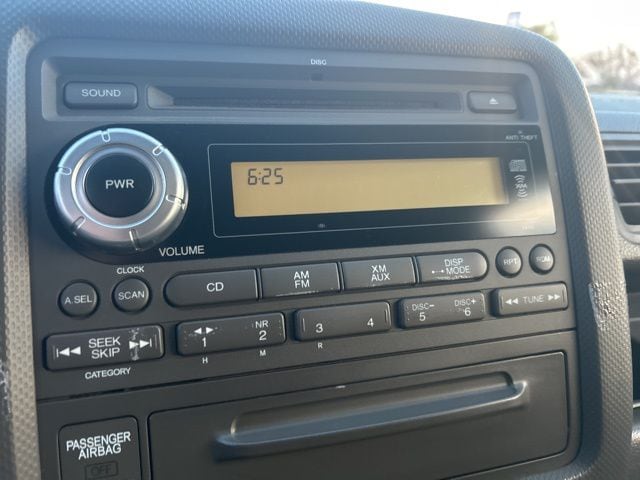 DISC
SOUND
ANTI THEFT
PWR
6:25
XM
VOLUME
CLOCK
A.SEL SCAN CD AM FM XM AUX DISP MODE RPT RDM
SEEK SKIP 1 NR 2 3 4 DISC- 5 DISC+ 6 TUNE
CATEGORY H M R
PASSENGER
AIRBAG
OFF